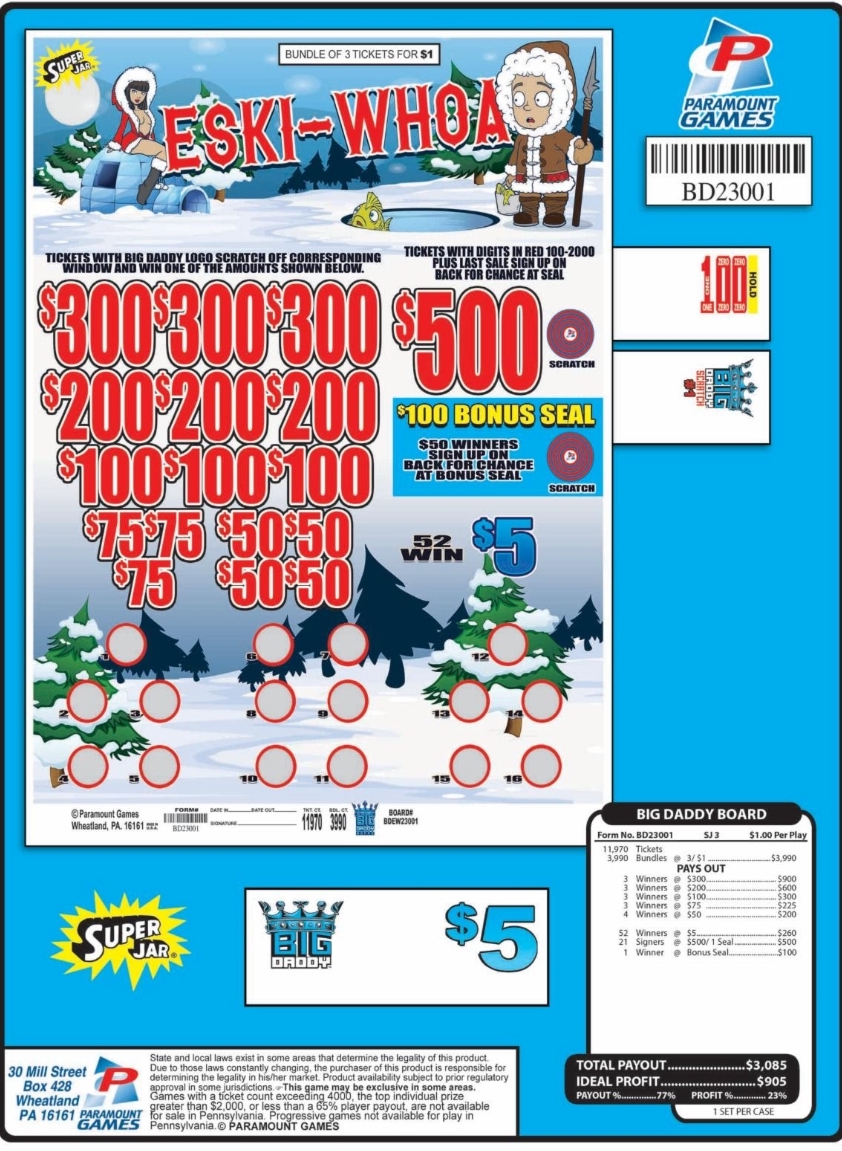 SUPER JAR
BUNDLE OF 3 TICKETS FOR $1
ESKI-WHOA
PARAMOUNT
GAMES
BD23001
TICKETS WITH BIG DADDY LOGO SCRATCH OFF CORRESPONDING
WINDOW AND WIN ONE OF THE AMOUNTS SHOWN BELOW.
TICKETS WITH DIGITS IN RED 100-2000
PLUS LAST SALE SIGN UP ON
BACK FOR CHANCE AT SEAL
$300 $300 $300
$200 $200 $200
$100 $100 $100
$75 $75 $50 $50
$75 $50 $50
$500
SCRATCH
$100 BONUS SEAL
$50 WINNERS
SIGN UP ON
BACK FOR CHANCE
AT BONUS SEAL
SCRATCH
52
WIN
$5
100
ONE ZERO ZERO
HOLD
BIG
DADDY
SCRATCH
#1
1 6 7 12
2 3 8 9 13 14
4 5 10 11 15 16
©Paramount Games
Wheatland, PA. 16161
FORM#
BD23001
DATE IN DATE OUT
SIGNATURE
TKT. CT.
11970
BDL. CT.
3990
BIG
DADDY
BOARD#
BDEW23001
SUPER
JAR®
BIG
DADDY
$5
BIG DADDY BOARD
Form No. BD23001 SJ 3 $1.00 Per Play
11,970 Tickets
3,990 Bundles @ 3/ $1 $3,990
PAYS OUT
3 Winners @ $300 $900
3 Winners @ $200 $600
3 Winners @ $100 $300
3 Winners @ $75 $225
4 Winners @ $50 $200
52 Winners @ $5 $260
21 Signers @ $500/ 1 Seal $500
1 Winner @ Bonus Seal $100
TOTAL PAYOUT $3,085
IDEAL PROFIT $905
PAYOUT % 77% PROFIT % 23%
1 SET PER CASE
30 Mill Street
Box 428
Wheatland
PA 16161
PARAMOUNT
GAMES
State and local laws exist in some areas that determine the legality of this product.
Due to those laws constantly changing, the purchaser of this product is responsible for
determining the legality in his/her market. Product availability subject to prior regulatory
approval in some jurisdictions. This game may be exclusive in some areas.
Games with a ticket count exceeding 4000, the top individual prize
greater than $2,000, or less than a 65% player payout, are not available
for sale in Pennsylvania. Progressive games not available for play in
Pennsylvania.© PARAMOUNT GAMES